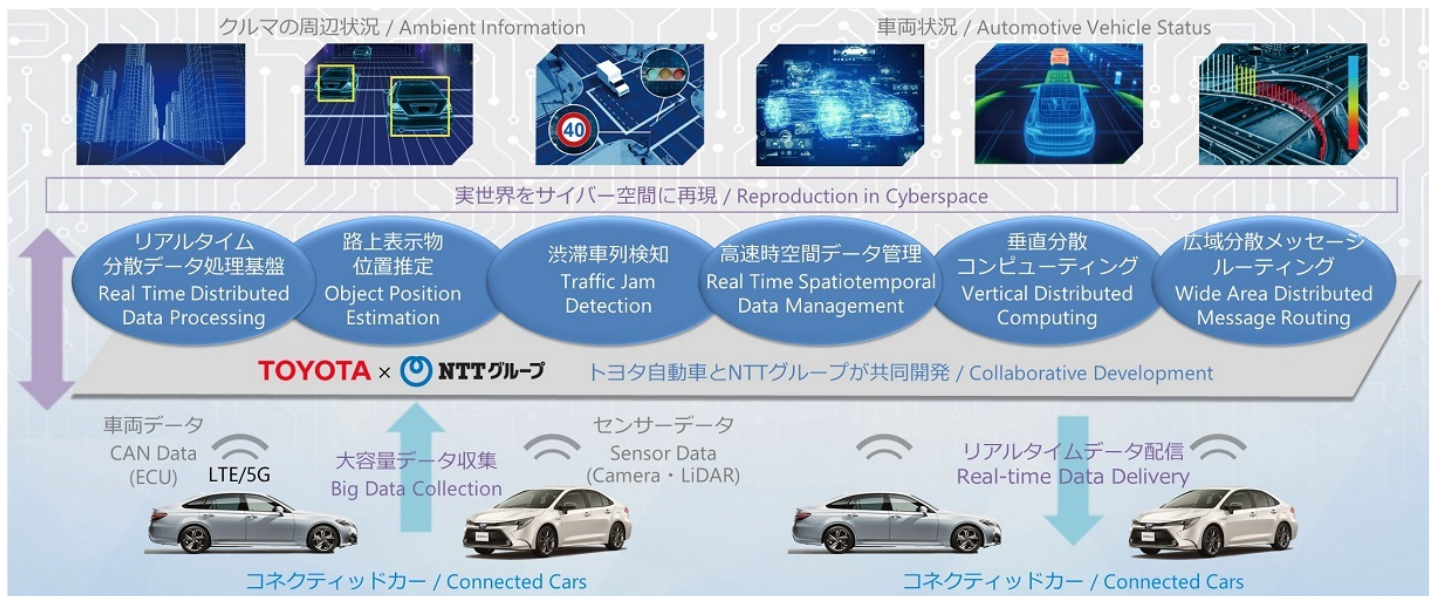 クルマの周辺状況 / Ambient Information
車両状況 / Automotive Vehicle Status
40
実世界をサイバー空間に再現 / Reproduction in Cyberspace
リアルタイム
分散データ処理基盤
Real Time Distributed
Data Processing
路上表示物
位置推定
Object Position
Estimation
渋滞車列検知
Traffic Jam
Detection
高速時空間データ管理
Real Time Spatiotemporal
Data Management
垂直分散
コンピューティング
Vertical Distributed
Computing
広域分散メッセージ
ルーティング
Wide Area Distributed
Message Routing
TOYOTA × NTTグループ
トヨタ自動車とNTTグループが共同開発 / Collaborative Development
車両データ
CAN Data
(ECU)
LTE/5G
大容量データ収集
Big Data Collection
センサーデータ
Sensor Data
(Camera・LiDAR)
リアルタイムデータ配信
Real-time Data Delivery
コネクティッドカー / Connected Cars
コネクティッドカー / Connected Cars